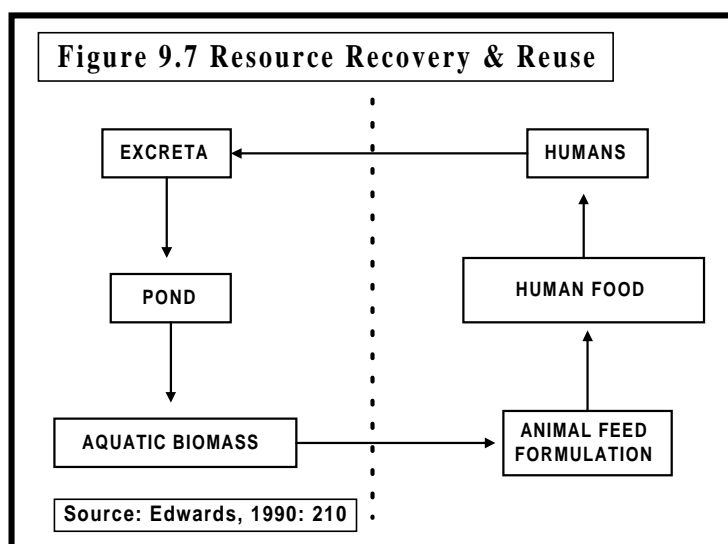 Figure 9.7 Resource Recovery & Reuse
EXCRETA
HUMANS
POND
HUMAN FOOD
AQUATIC BIOMASS
ANIMAL FEED
FORMULATION
Source: Edwards, 1990: 210